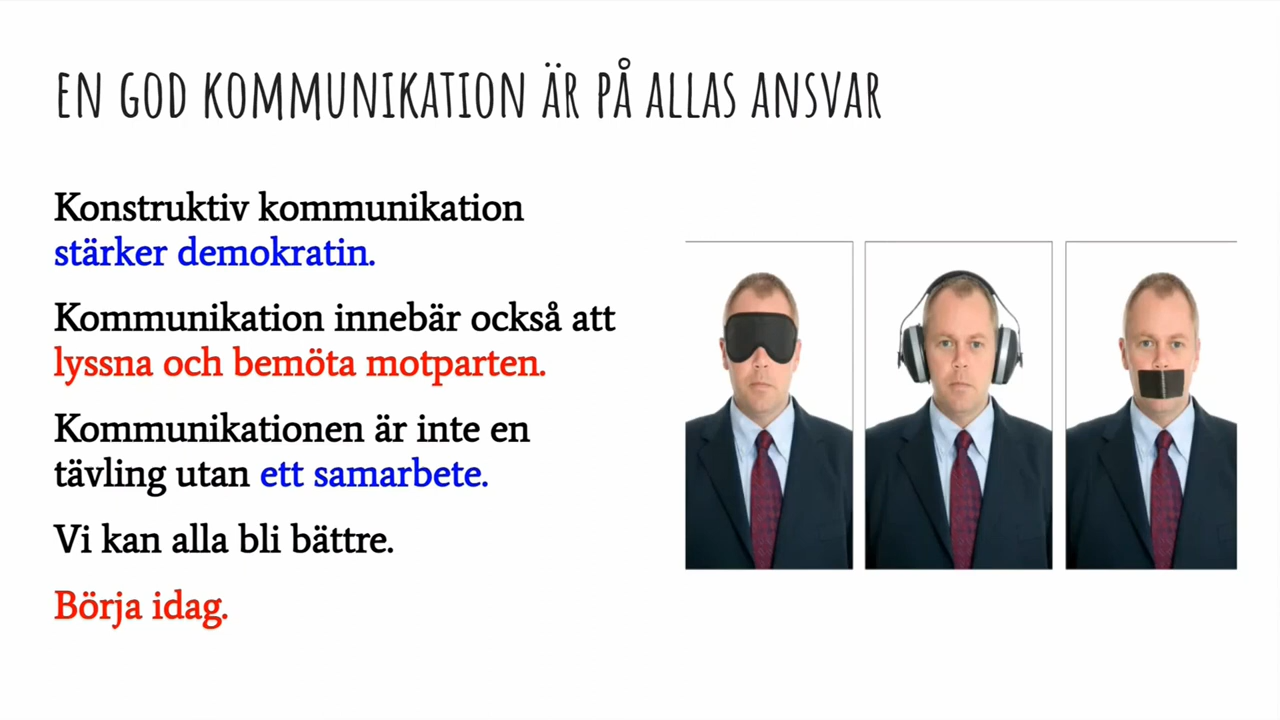 EN GOD KOMMUNIKATION ÄR PÅ ALLAS ANSVAR
Konstruktiv kommunikation
stärker demokratin.
Kommunikation innebär också att
lyssna och bemöta motparten.
Kommunikationen är inte en
tävling utan ett samarbete.
Vi kan alla bli bättre.
Börja idag.